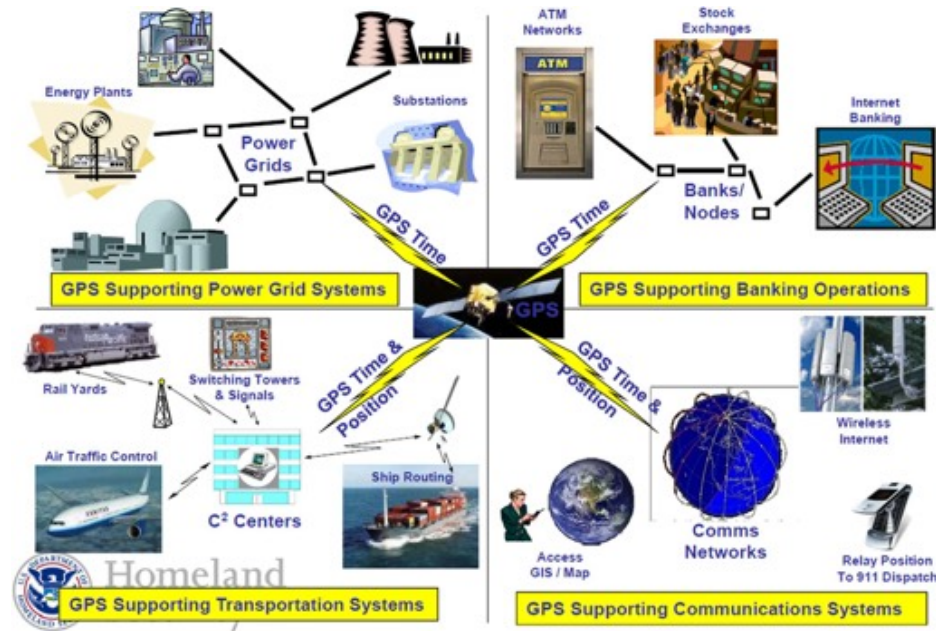 Energy Plants
Power
Grids
Substations
GPS Time
GPS Supporting Power Grid Systems
ATM
Networks
ATM
Stock
Exchanges
Internet
Banking
Banks/
Nodes
GPS Time
GPS Supporting Banking Operations
GPS
Rail Yards
Switching Towers
& Signals
GPS Time &
Position
Air Traffic Control
C² Centers
Ship Routing
Homeland
GPS Supporting Transportation Systems
GPS Time &
Position
Wireless
Internet
Access
GIS / Map
Comms
Networks
Relay Position
To 911 Dispatch
GPS Supporting Communications Systems